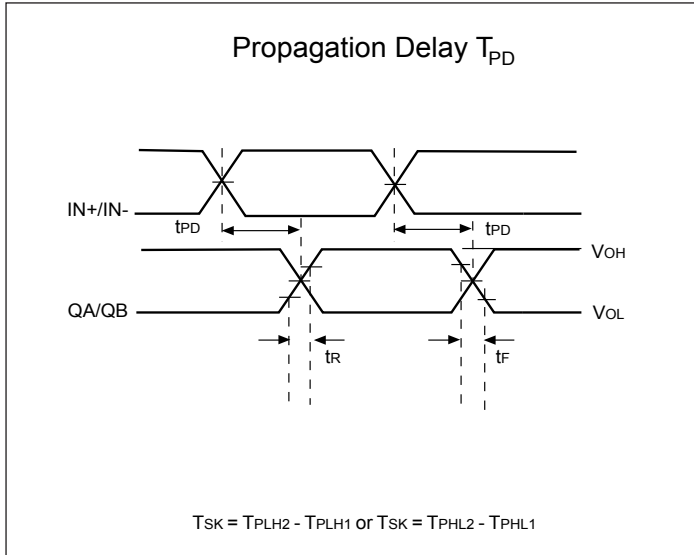 Propagation Delay TPD
IN+/IN-
tPD
tPD
VOH
QA/QB
VOL
tR
tF
TSK = TPLH2 - TPLH1 or TSK = TPHL2 - TPHL1